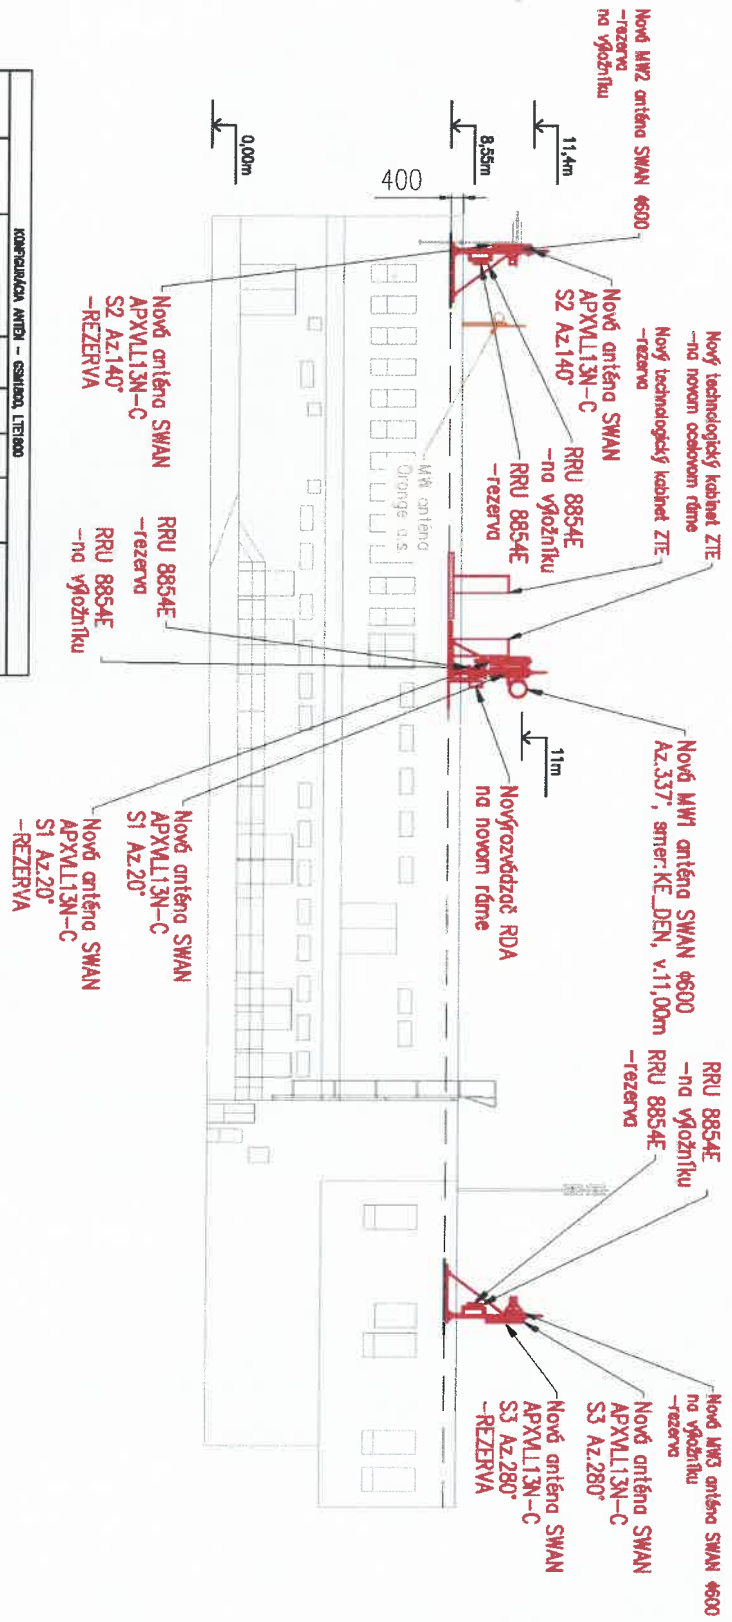 Nová MW2 anténa SWAN ϕ600
-rezerva
na výložníku
11,4m
8,55m
0,00m
400
Nová anténa SWAN
APXVLL13N-C
S2 Az.140°
RRU 8854E
-na výložníku
RRU 8854E
-rezerva
Nová anténa SWAN
APXVLL13N-C
S2 Az.140°
-REZERVA
MW anténa
Orange a.s.
Nový technologický kabinet ZTE
-na novom oceľovom ráme
Nový technologický kabinet ZTE
-rezerva
Nová MW1 anténa SWAN ϕ600
Az.337°, smer:KE_DEN, v.11,00m
11m
Novýrozvádzač RDA
na novom ráme
RRU 8854E
-rezerva
RRU 8854E
-na výložníku
Nová anténa SWAN
APXVLL13N-C
S1 Az.20°
Nová anténa SWAN
APXVLL13N-C
S1 Az.20°
-REZERVA
RRU 8854E
-na výložníku
RRU 8854E
-rezerva
Nová MW3 anténa SWAN ϕ600
na výložníku
-rezerva
Nová anténa SWAN
APXVLL13N-C
S3 Az.280°
Nová anténa SWAN
APXVLL13N-C
S3 Az.280°
-REZERVA
KONFIGURÁCIA ANTÉN - GSM1800, LTE1800